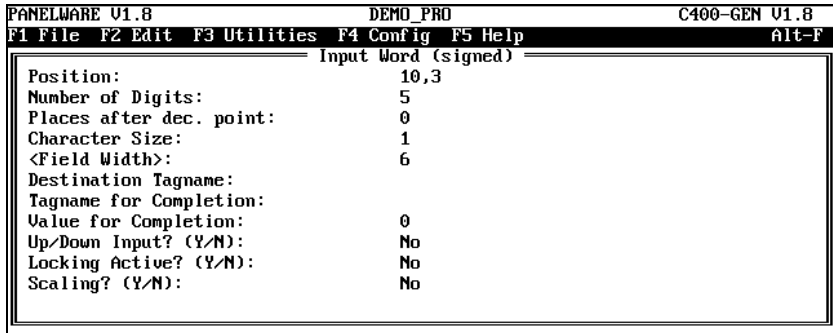 PANELWARE V1.8 DEMO_PRO C400-GEN V1.8
F1 File F2 Edit F3 Utilities F4 Config F5 Help Alt-F
Input Word (signed)
Position: 10,3
Number of Digits: 5
Places after dec. point: 0
Character Size: 1
<Field Width>: 6
Destination Tagname:
Tagname for Completion:
Value for Completion: 0
Up/Down Input? (Y/N): No
Locking Active? (Y/N): No
Scaling? (Y/N): No